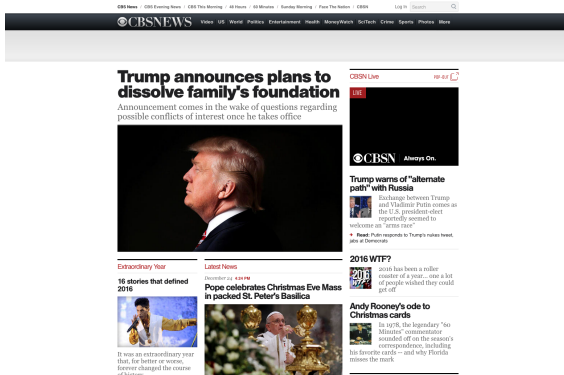 CBS News / CBS Evening News / CBS This Morning / 48 Hours / 60 Minutes / Sunday Morning / Face The Nation / CBSN
Log In Search
CBSNEWS Video US World Politics Entertainment Health MoneyWatch SciTech Crime Sports Photos More
Trump announces plans to
dissolve family's foundation
Announcement comes in the wake of questions regarding
possible conflicts of interest once he takes office
CBSN Live
POP-OUT
LIVE
CBSN Always On.
Trump warns of "alternate
path" with Russia
Exchange between Trump
and Vladimir Putin comes as
the U.S. president-elect
reportedly seemed to
welcome an "arms race"
Read: Putin responds to Trump's nukes tweet,
jabs at Democrats
2016 WTF?
2016 WTF?
2016 has been a roller
coaster of a year... one a lot
of people wished they could
get off
Andy Rooney's ode to
Christmas cards
In 1978, the legendary "60
Minutes" commentator
sounded off on the season's
correspondence, including
his favorite cards -- and why Florida
misses the mark
Extraordinary Year
16 stories that defined
2016
It was an extraordinary year
that, for better or worse,
forever changed the course
of history
Latest News
December 24 4:24 PM
Pope celebrates Christmas Eve Mass
in packed St. Peter's Basilica